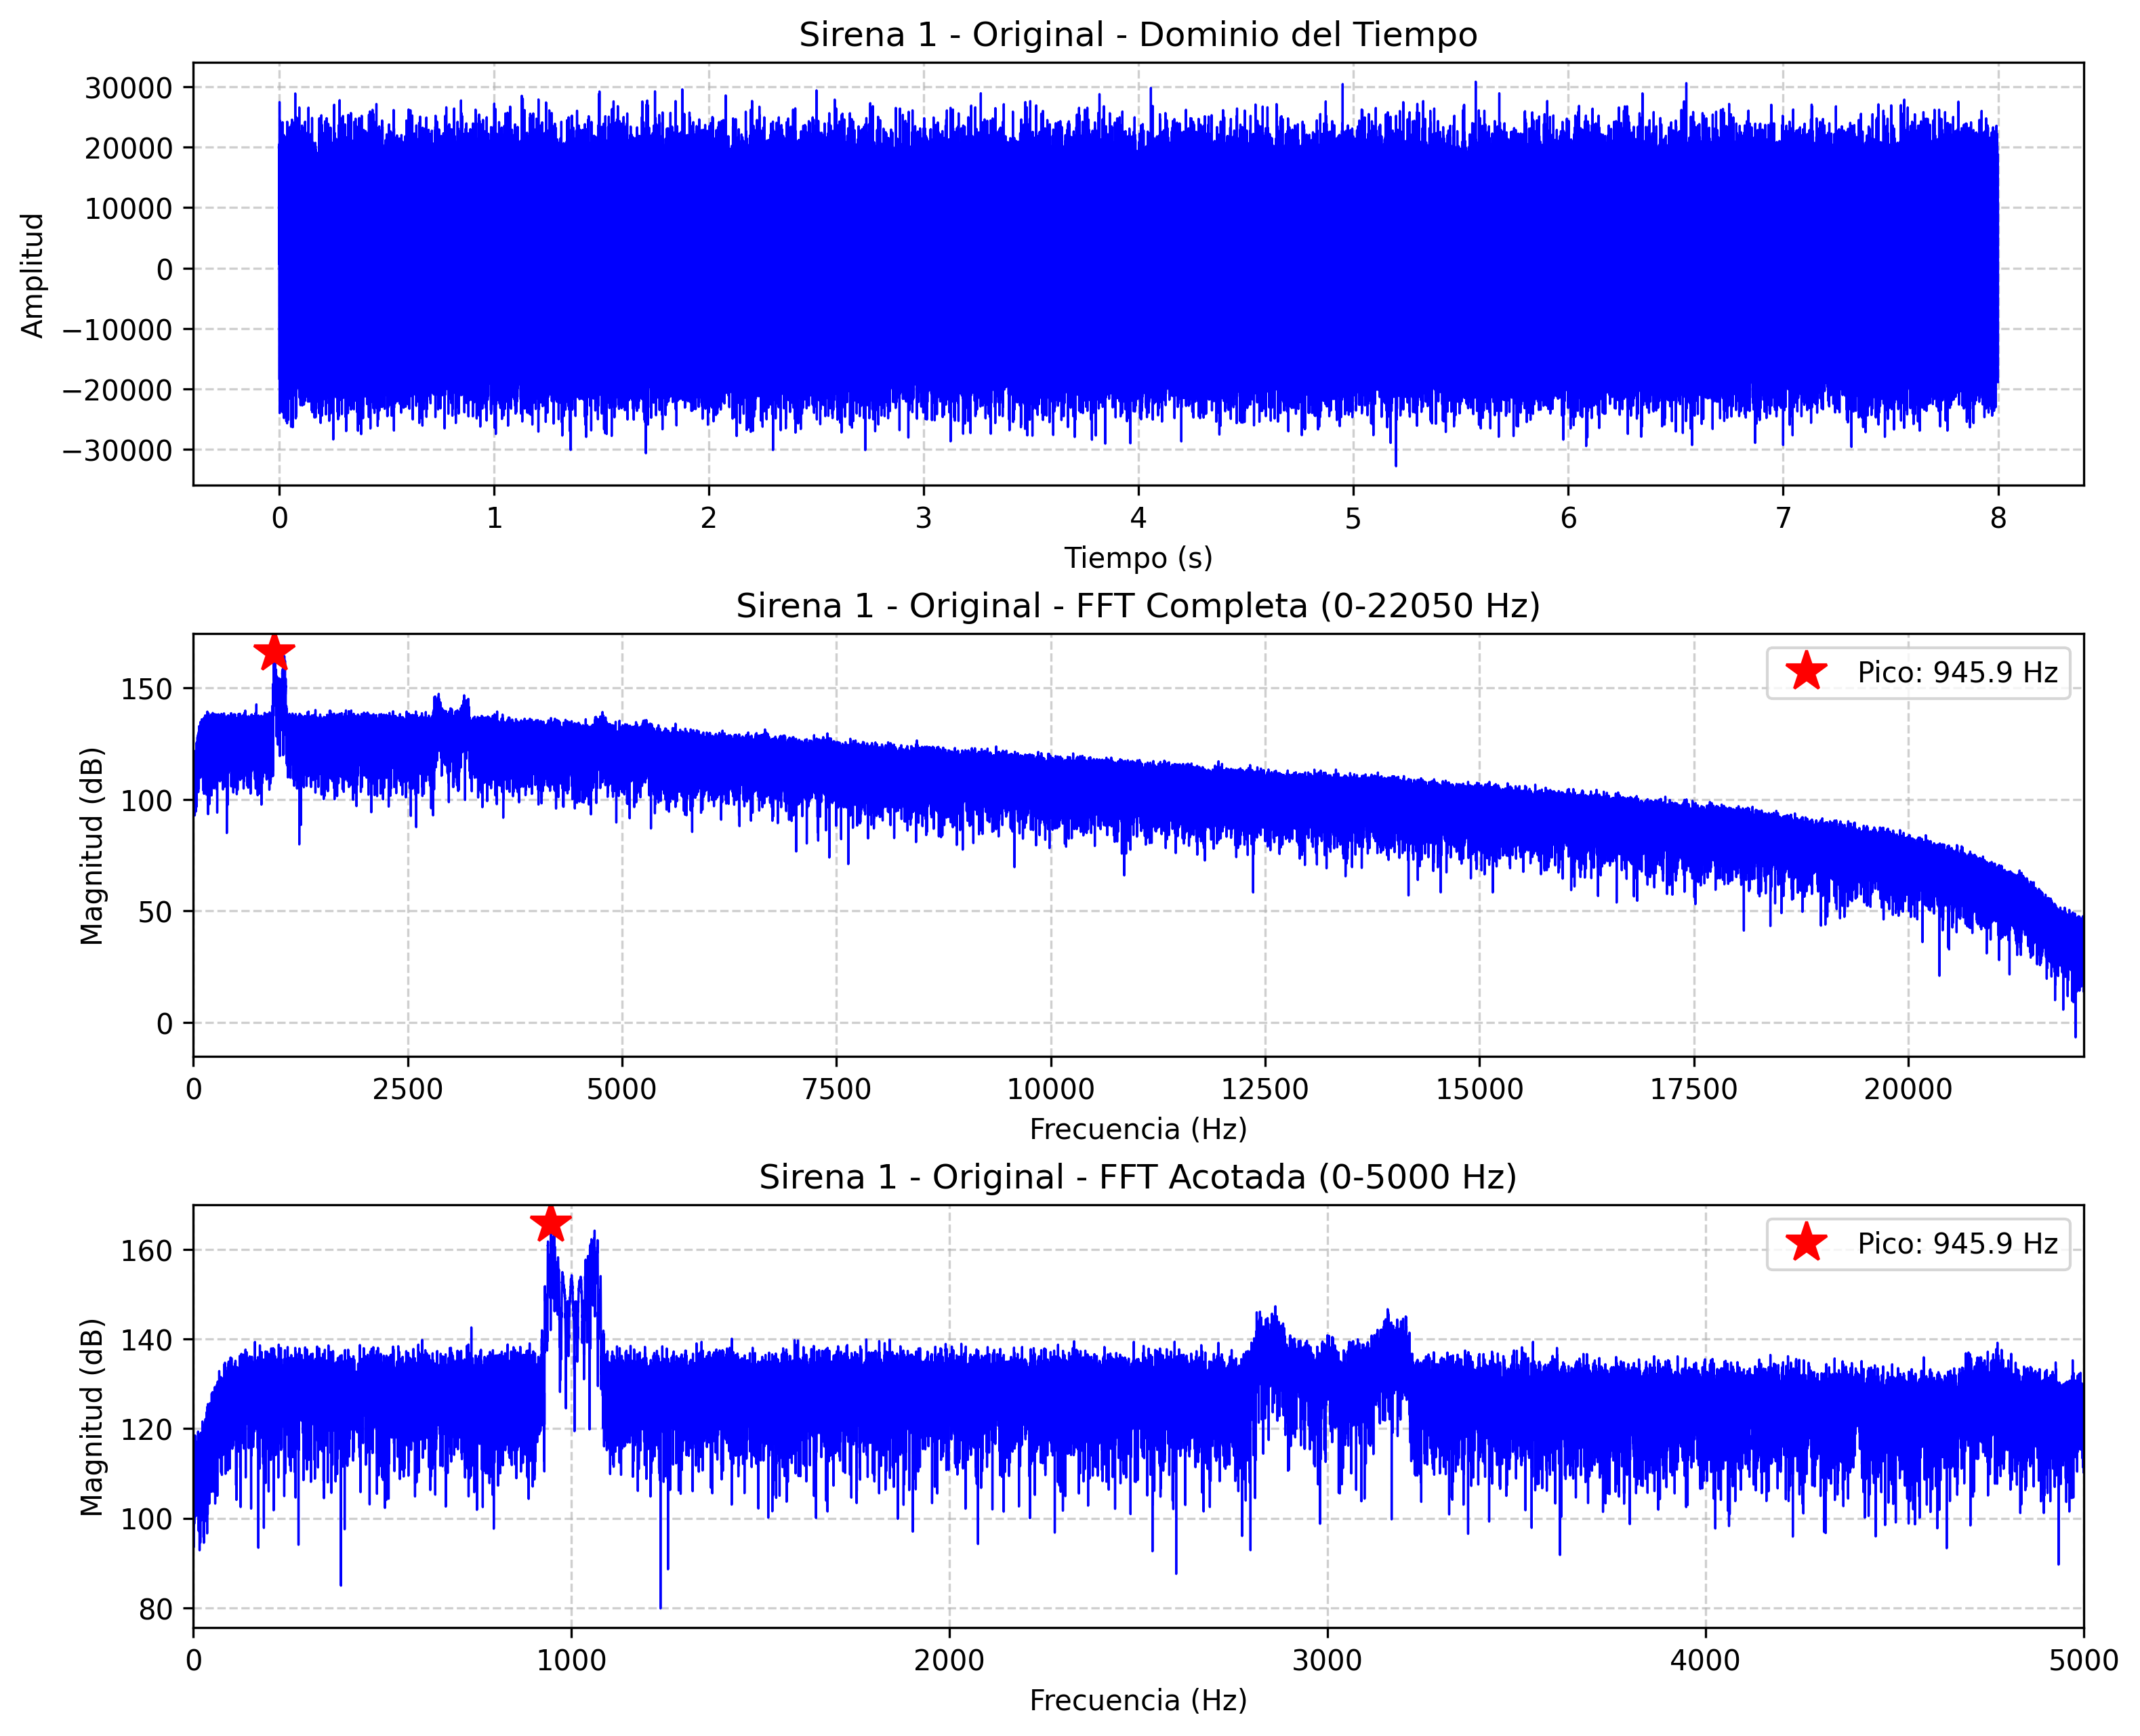 Sirena 1 - Original - Dominio del Tiempo
30000
20000
10000
0
−10000
−20000
−30000
Amplitud
0 1 2 3 4 5 6 7 8
Tiempo (s)
Sirena 1 - Original - FFT Completa (0-22050 Hz)
Pico: 945.9 Hz
150
100
50
0
Magnitud (dB)
0 2500 5000 7500 10000 12500 15000 17500 20000
Frecuencia (Hz)
Sirena 1 - Original - FFT Acotada (0-5000 Hz)
Pico: 945.9 Hz
160
140
120
100
80
Magnitud (dB)
0 1000 2000 3000 4000 5000
Frecuencia (Hz)